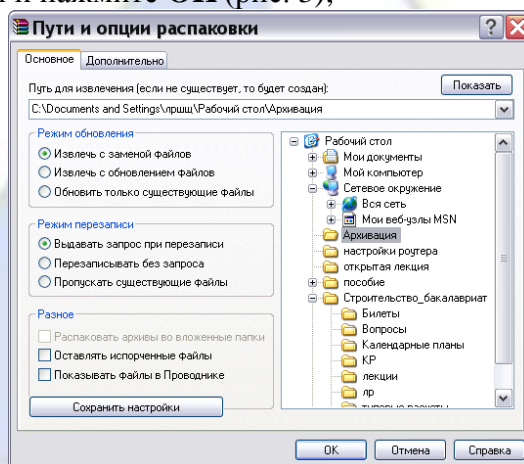 и нажмите ОК (рис. 3),
Пути и опции распаковки
Основное Дополнительно
Путь для извлечения (если не существует, то будет создан):
Показать
C:\Documents and Settings\лршщ\Рабочий стол\Архивация
Режим обновления
Извлечь с заменой файлов
Извлечь с обновлением файлов
Обновить только существующие файлы
Режим перезаписи
Выдавать запрос при перезаписи
Перезаписывать без запроса
Пропускать существующие файлы
Разное
Распаковать архивы во вложенные папки
Оставлять испорченные файлы
Показывать файлы в Проводнике
Сохранить настройки
Рабочий стол
Мои документы
Мой компьютер
Сетевое окружение
Вся сеть
Мои веб-узлы MSN
Архивация
настройки роутера
открытая лекция
пособие
Строительство_бакалавриат
Билеты
Вопросы
Календарные планы
КР
лекции
лр
ОК Отмена Справка